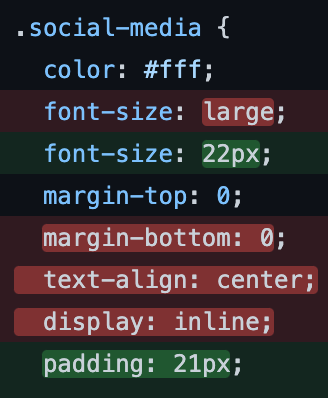 .social-media {
color: #fff;
font-size: large;
font-size: 22px;
margin-top: 0;
margin-bottom: 0;
text-align: center;
display: inline;
padding: 21px;